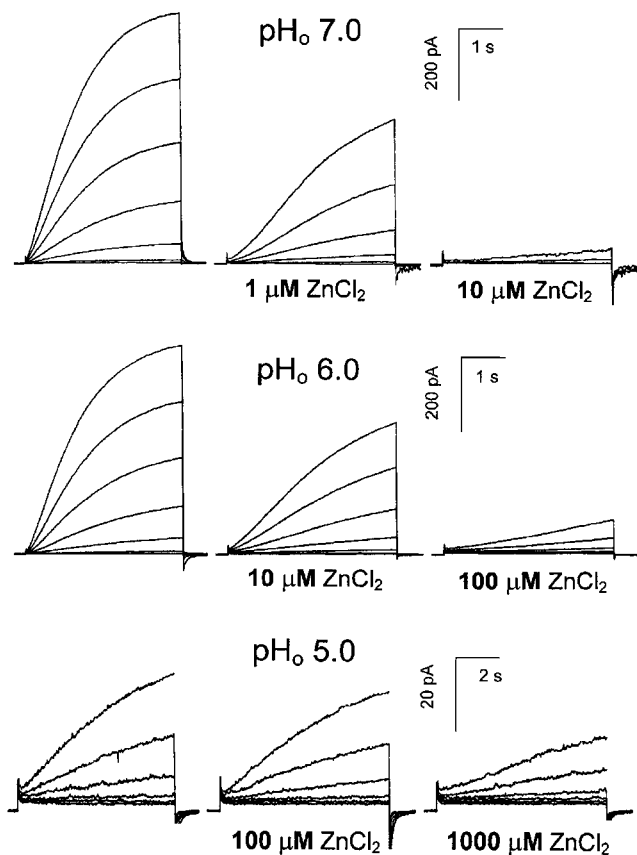 pHₒ 7.0
200 pA
1 s
1 μM ZnCl₂
10 μM ZnCl₂
pHₒ 6.0
200 pA
1 s
10 μM ZnCl₂
100 μM ZnCl₂
pHₒ 5.0
20 pA
2 s
100 μM ZnCl₂
1000 μM ZnCl₂